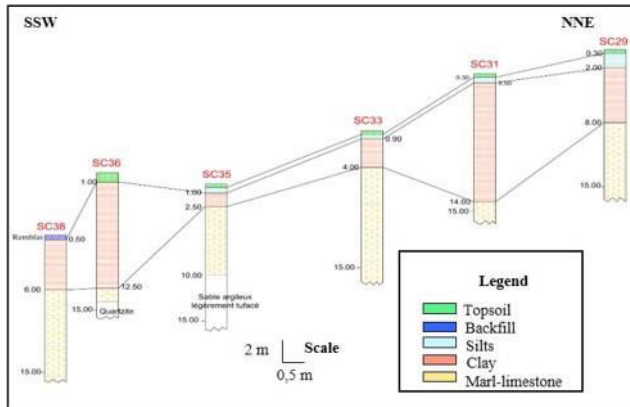 SSW
NNE
SC29
0.30
2.00
8.00
15.00
SC31
0.30
14.00
15.00
SC33
0.90
4.00
15.00
SC36
1.00
12.50
15.00
Quartzite
SC35
1.00
2.50
10.00
Sable argileux
légèrement tufacé
15.00
SC38
Remblai
0.50
6.00
15.00
2 m
Scale
0,5 m
Legend
Topsoil
Backfill
Silts
Clay
Marl-limestone